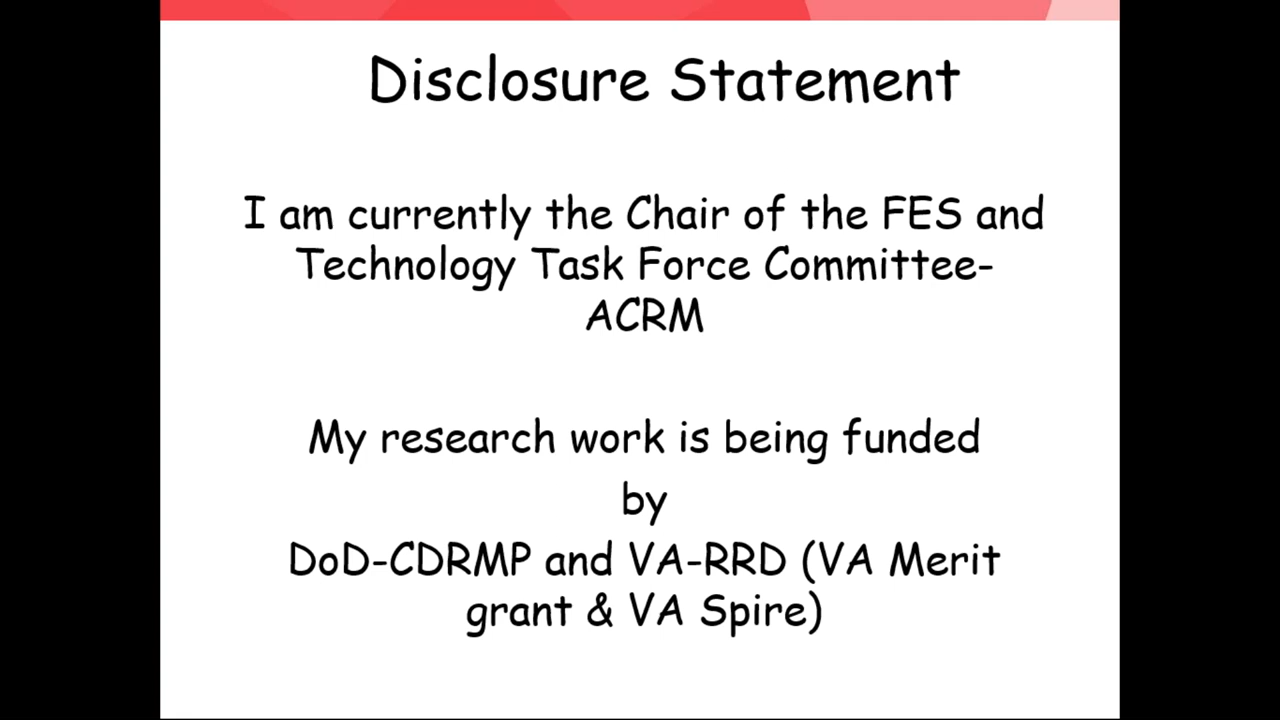 Disclosure Statement
I am currently the Chair of the FES and
Technology Task Force Committee-
ACRM
My research work is being funded
by
DoD-CDRMP and VA-RRD (VA Merit
grant & VA Spire)